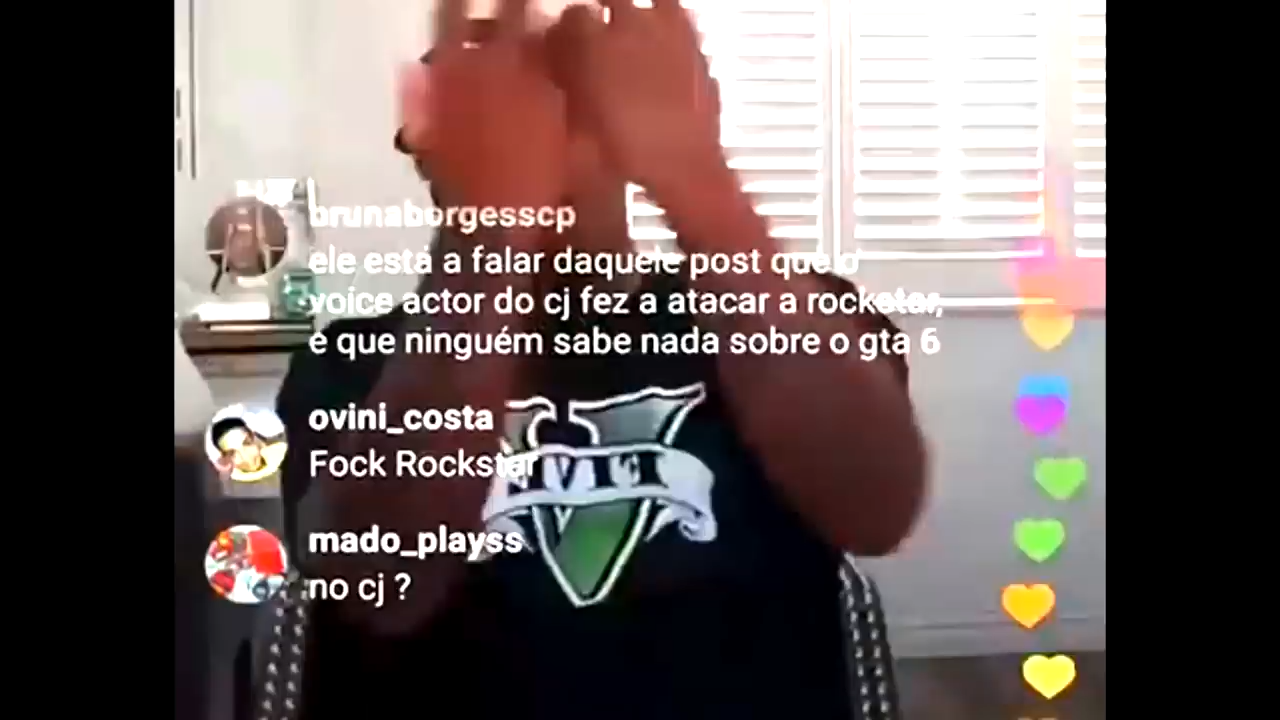 brunaborgesscp
ele está a falar daquele post que o
voice actor do cj fez a atacar a rockstar,
e que ninguém sabe nada sobre o gta 6
ovini_costa
Fock Rockstar
V
mado_playss
no cj ?